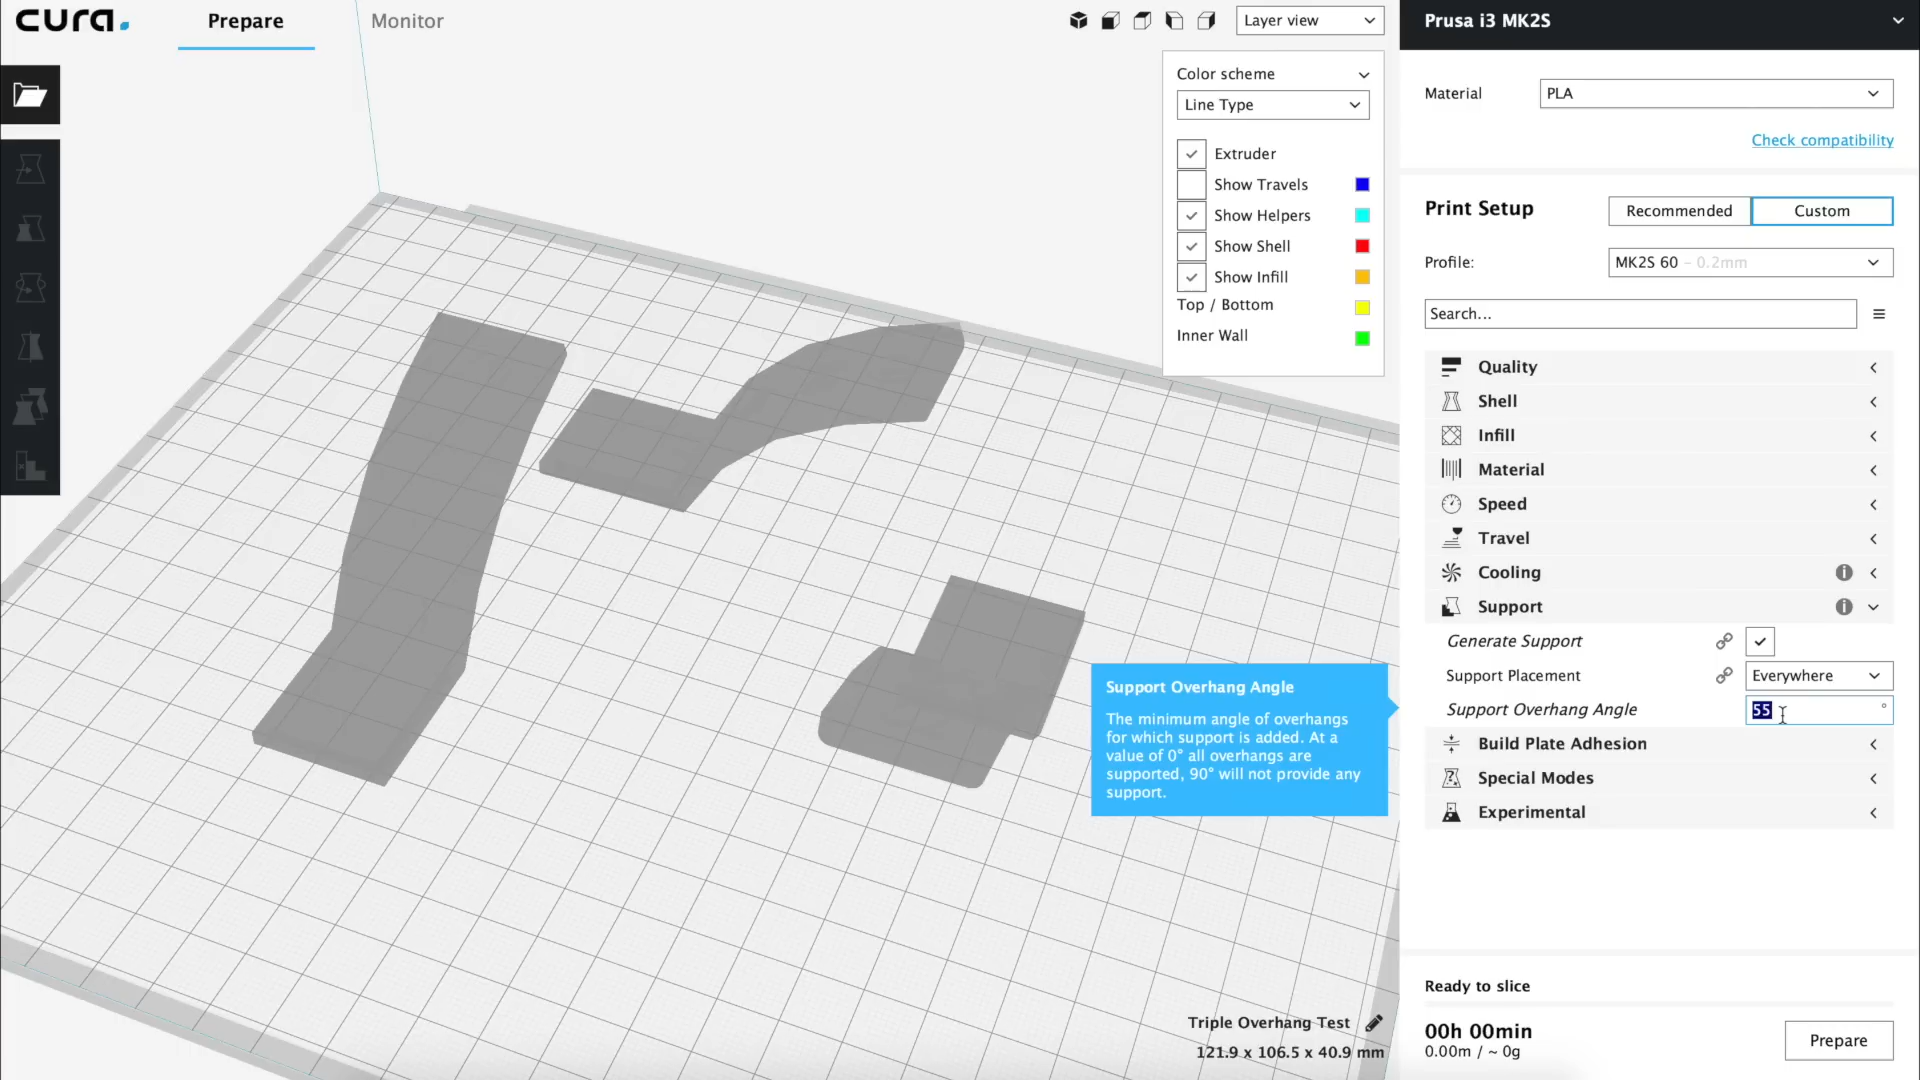 cura.
Prepare
Monitor
Layer view
Prusa i3 MK2S
Color scheme
Line Type
Extruder
Show Travels
Show Helpers
Show Shell
Show Infill
Top / Bottom
Inner Wall
Material
PLA
Check compatibility
Print Setup
Recommended
Custom
Profile:
MK2S 60 - 0.2mm
Search...
Quality
Shell
Infill
Material
Speed
Travel
Cooling
Support
Generate Support
Support Placement
Everywhere
Support Overhang Angle
55
°
Build Plate Adhesion
Special Modes
Experimental
Support Overhang Angle
The minimum angle of overhangs
for which support is added. At a
value of 0° all overhangs are
supported, 90° will not provide any
support.
Triple Overhang Test
121.9 x 106.5 x 40.9 mm
Ready to slice
00h 00min
0.00m / ~ 0g
Prepare